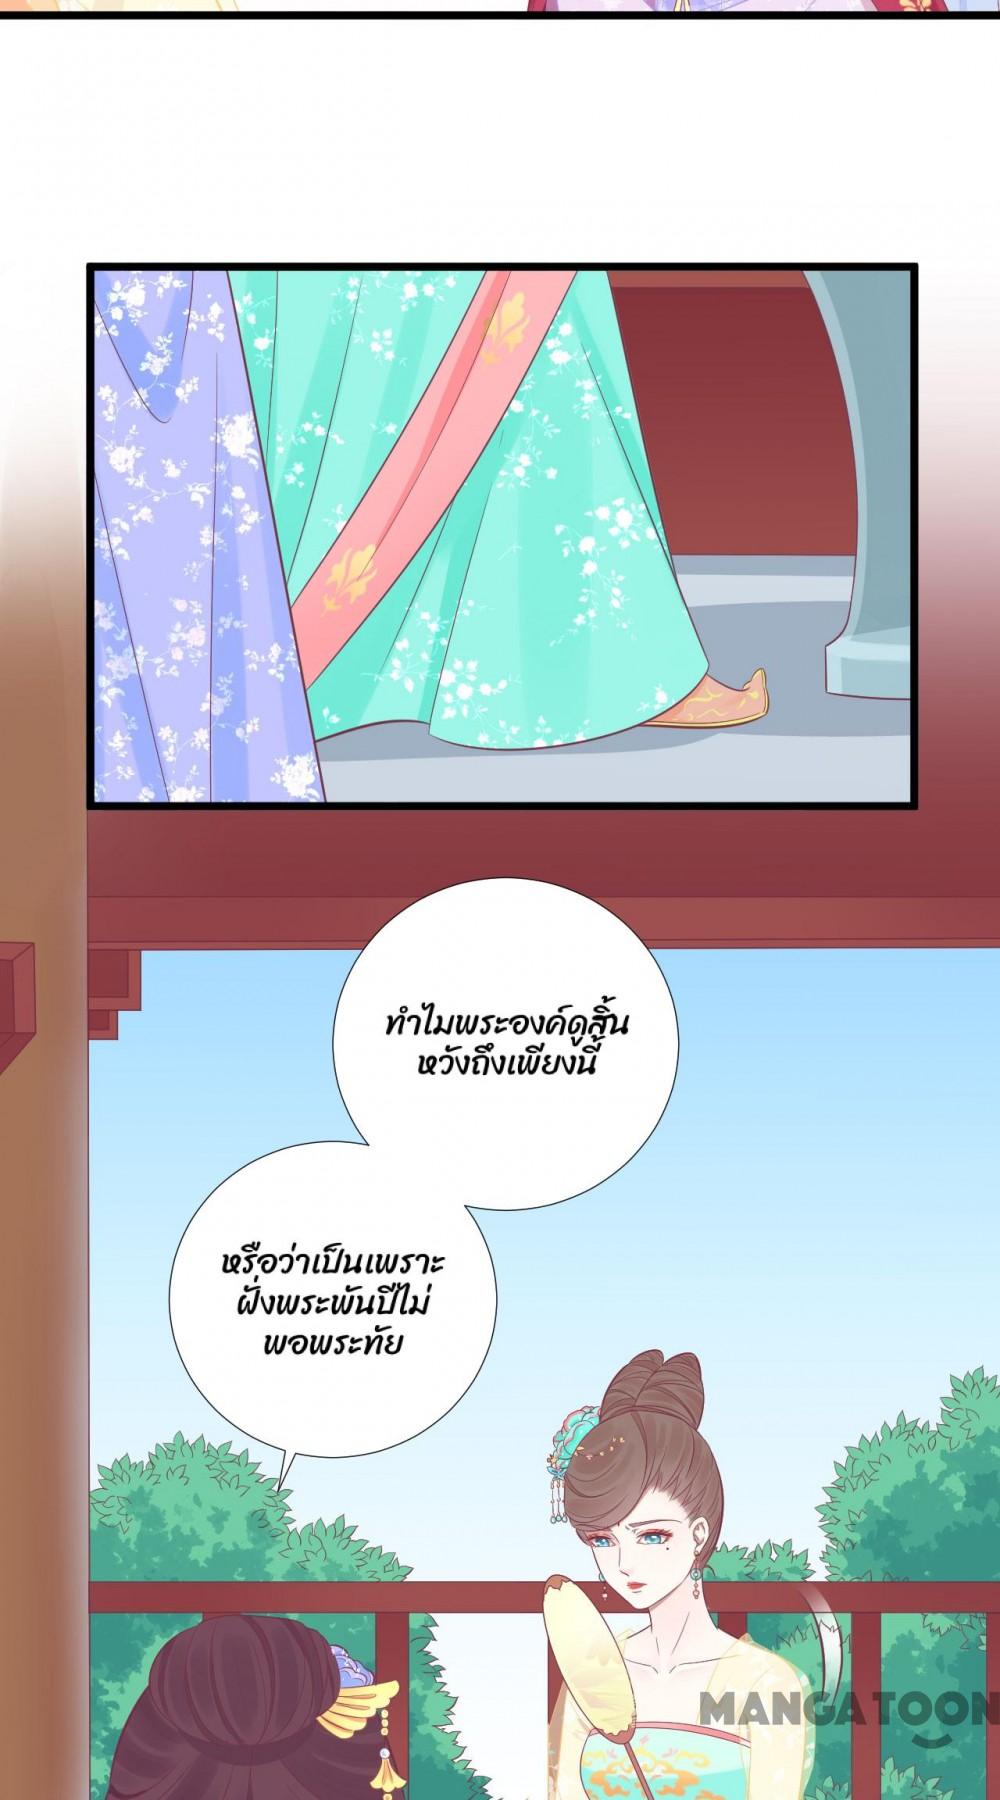 ทำไมพระองค์ดูสิ้น
หวังถึงเพียงนี้
หรือว่าเป็นเพราะ
ฝั่งพระพันปีไม่
พอพระทัย
MANGATOON